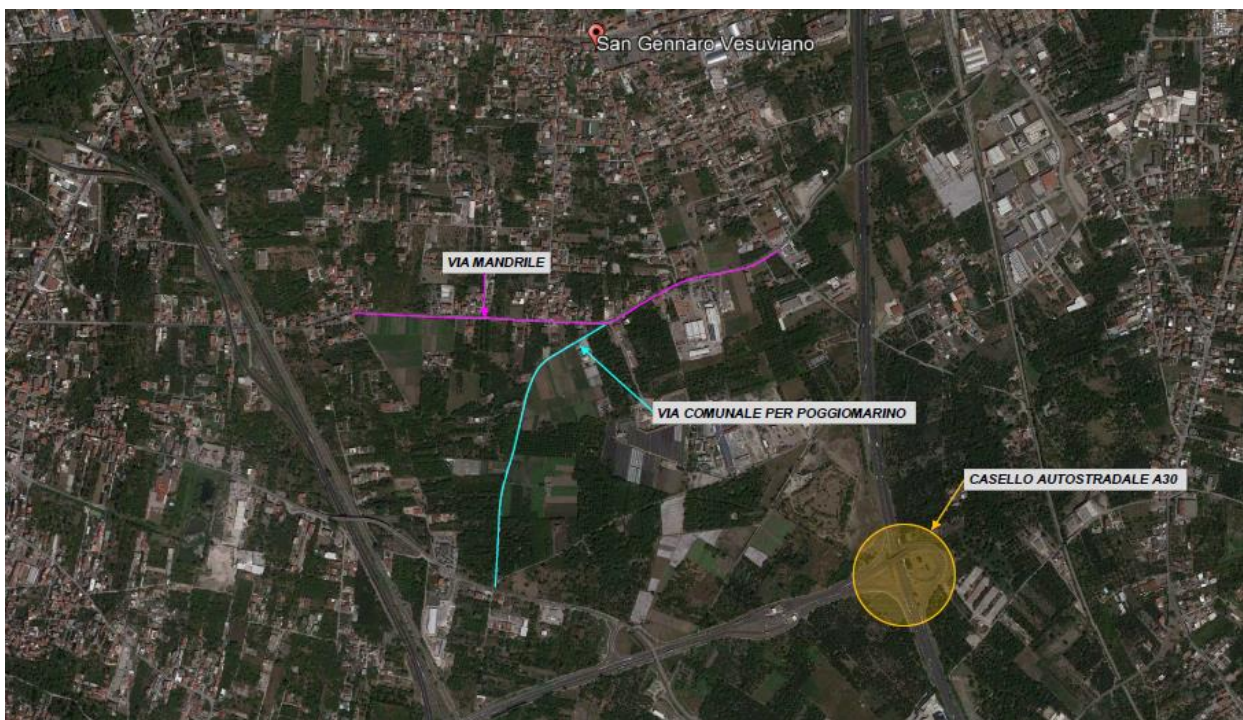 San Gennaro Vesuviano
VIA MANDRILE
VIA COMUNALE PER POGGIOMARINO
CASELLO AUTOSTRADALE A30